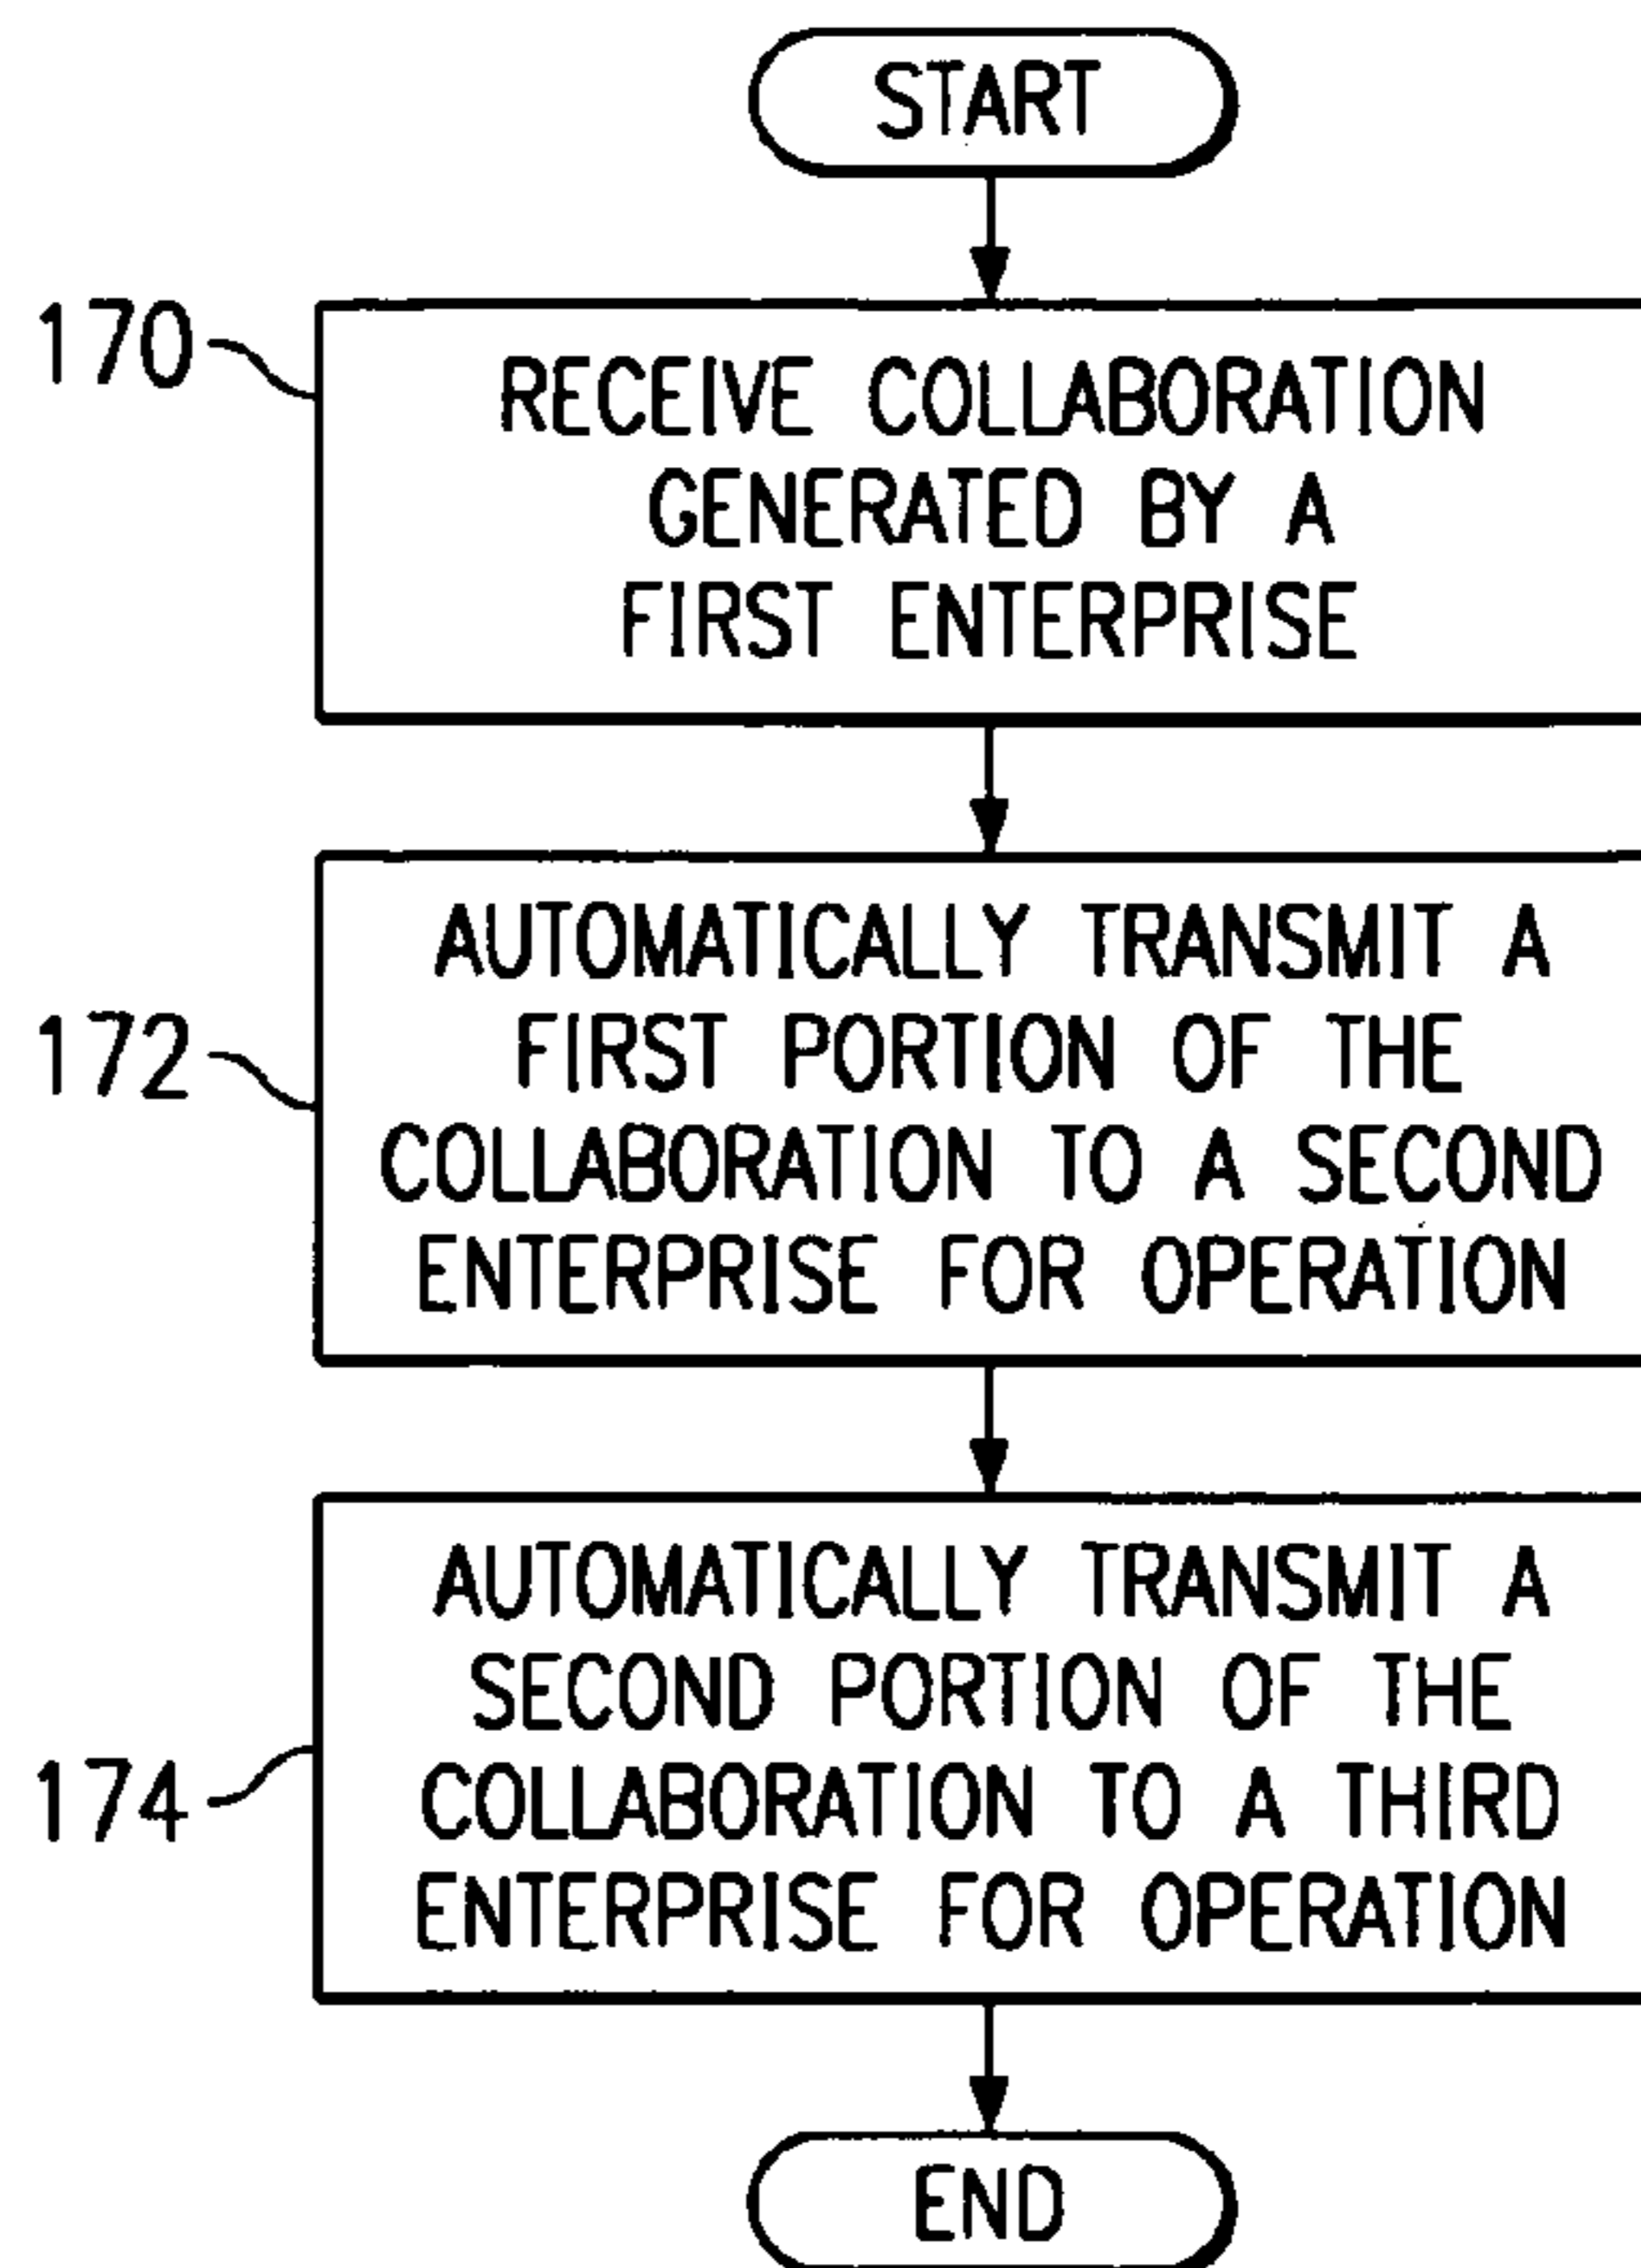 START
170
RECEIVE COLLABORATION
GENERATED BY A
FIRST ENTERPRISE
172
AUTOMATICALLY TRANSMIT A
FIRST PORTION OF THE
COLLABORATION TO A SECOND
ENTERPRISE FOR OPERATION
174
AUTOMATICALLY TRANSMIT A
SECOND PORTION OF THE
COLLABORATION TO A THIRD
ENTERPRISE FOR OPERATION
END